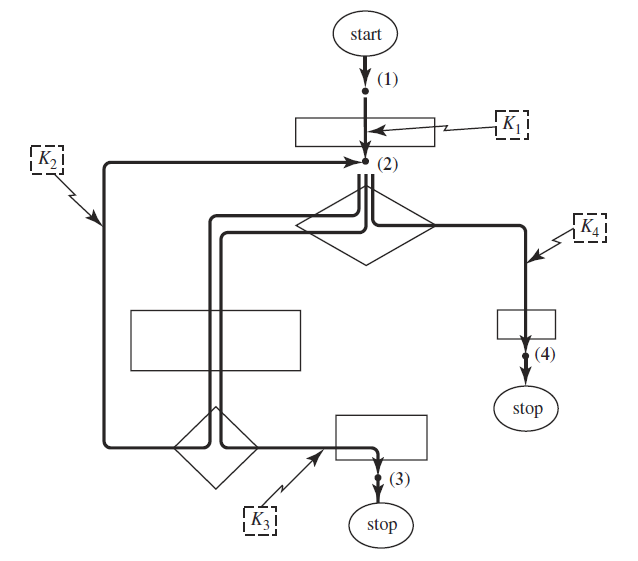 start
(1)
K1
K2
(2)
K4
(4)
stop
(3)
K3
stop